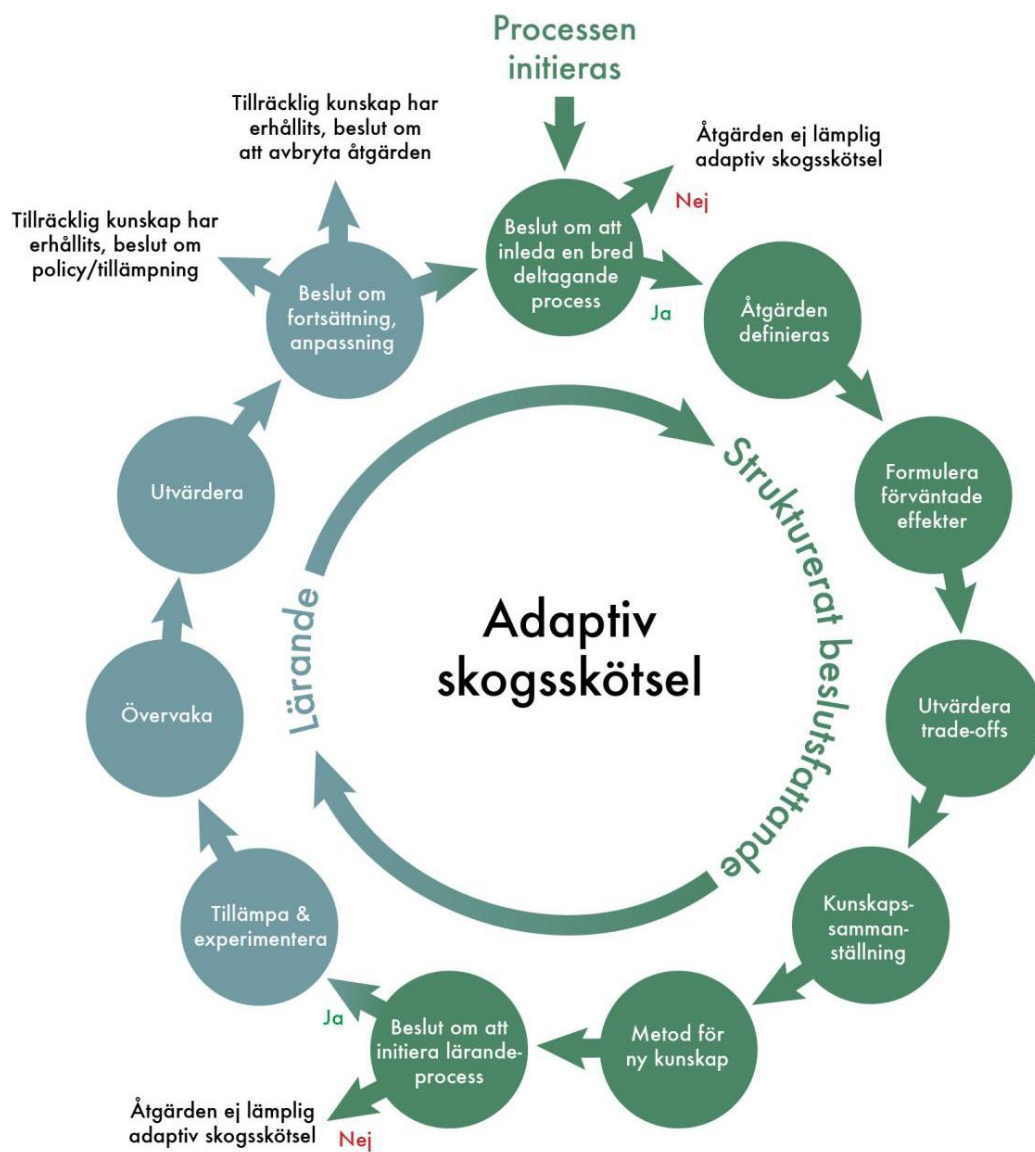 Processen
initieras
Tillräcklig kunskap har
erhållits, beslut om
att avbryta åtgärden
Åtgärden ej lämplig
adaptiv skogsskötsel
Nej
Tillräcklig kunskap har
erhållits, beslut om
policy/tillämpning
Beslut om att
inleda en bred
deltagande
process
Ja
Beslut om
fortsättning,
anpassning
Åtgärden
definieras
Formulera
förväntade
effekter
Utvärdera
Strukturerat beslutsfattande
Lärande
Adaptiv
skogsskötsel
Utvärdera
trade-offs
Övervaka
Kunskaps-
samman-
ställning
Tillämpa &
experimentera
Metod för
ny kunskap
Ja
Beslut om att
initiera lärande-
process
Åtgärden ej lämplig
adaptiv skogsskötsel
Nej